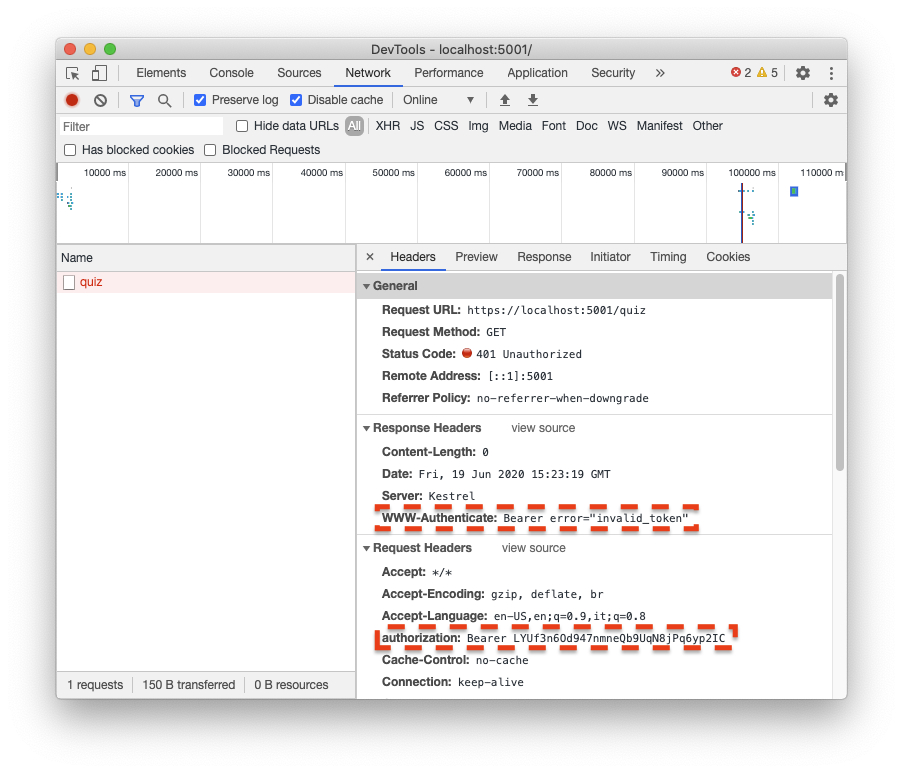 DevTools - localhost:5001/
Elements Console Sources Network Performance Application Security » 2 5
Preserve log Disable cache Online ▼
Filter Hide data URLs All XHR JS CSS Img Media Font Doc WS Manifest Other
Has blocked cookies Blocked Requests
10000 ms 20000 ms 30000 ms 40000 ms 50000 ms 60000 ms 70000 ms 80000 ms 90000 ms 100000 ms 110000 m
Name
quiz
1 requests 150 B transferred 0 B resources
× Headers Preview Response Initiator Timing Cookies
General
Request URL: https://localhost:5001/quiz
Request Method: GET
Status Code: 401 Unauthorized
Remote Address: [::1]:5001
Referrer Policy: no-referrer-when-downgrade
Response Headers view source
Content-Length: 0
Date: Fri, 19 Jun 2020 15:23:19 GMT
Server: Kestrel
WWW-Authenticate: Bearer error="invalid_token"
Request Headers view source
Accept: */*
Accept-Encoding: gzip, deflate, br
Accept-Language: en-US,en;q=0.9,it;q=0.8
authorization: Bearer LYUf3n6Od947nmneQb9UqN8jPq6yp2IC
Cache-Control: no-cache
Connection: keep-alive